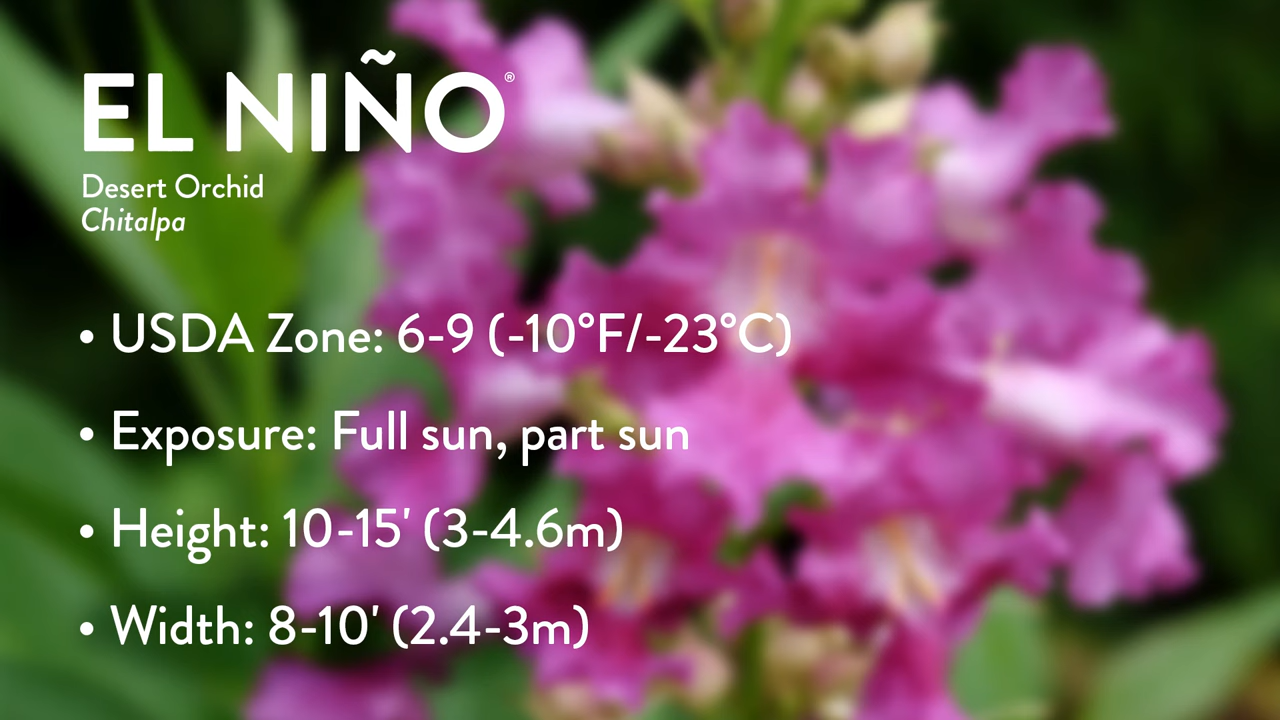 EL NIÑO®
Desert Orchid
Chitalpa
• USDA Zone: 6-9 (-10°F/-23°C)
• Exposure: Full sun, part sun
• Height: 10-15' (3-4.6m)
• Width: 8-10' (2.4-3m)